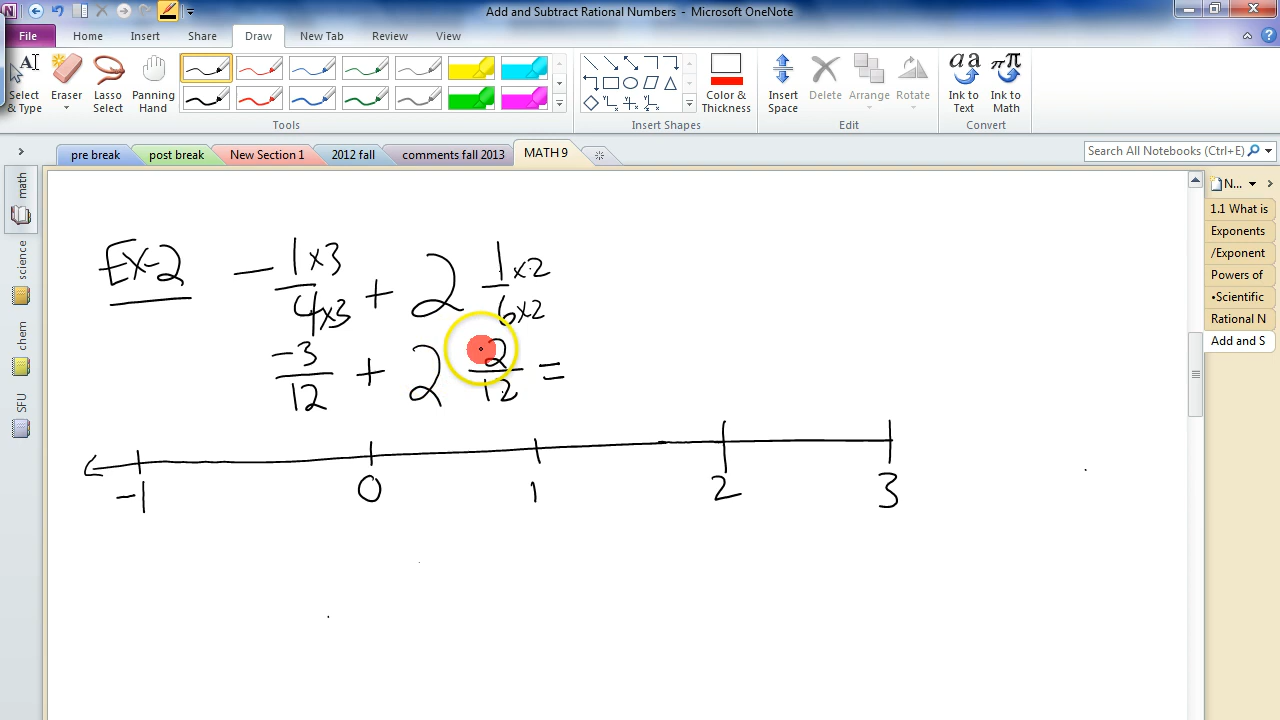 Add and Subtract Rational Numbers - Microsoft OneNote
File Home Insert Share Draw New Tab Review View
Select & Type
Eraser
Lasso Select
Panning Hand
Color & Thickness
Insert Space
Delete
Arrange
Rotate
Ink to Text
Ink to Math
Tools Insert Shapes Edit Convert
pre break post break New Section 1 2012 fall comments fall 2013 MATH 9
Search All Notebooks (Ctrl+E)
N...
1.1 What is
Exponents
/Exponent
Powers of
•Scientific
Rational N
Add and S
math
science
chem
SFU
EX-2 - 1x3/4x3 + 2 1x2/6x2
-3/12 + 2 2/12 =
-1 0 1 2 3